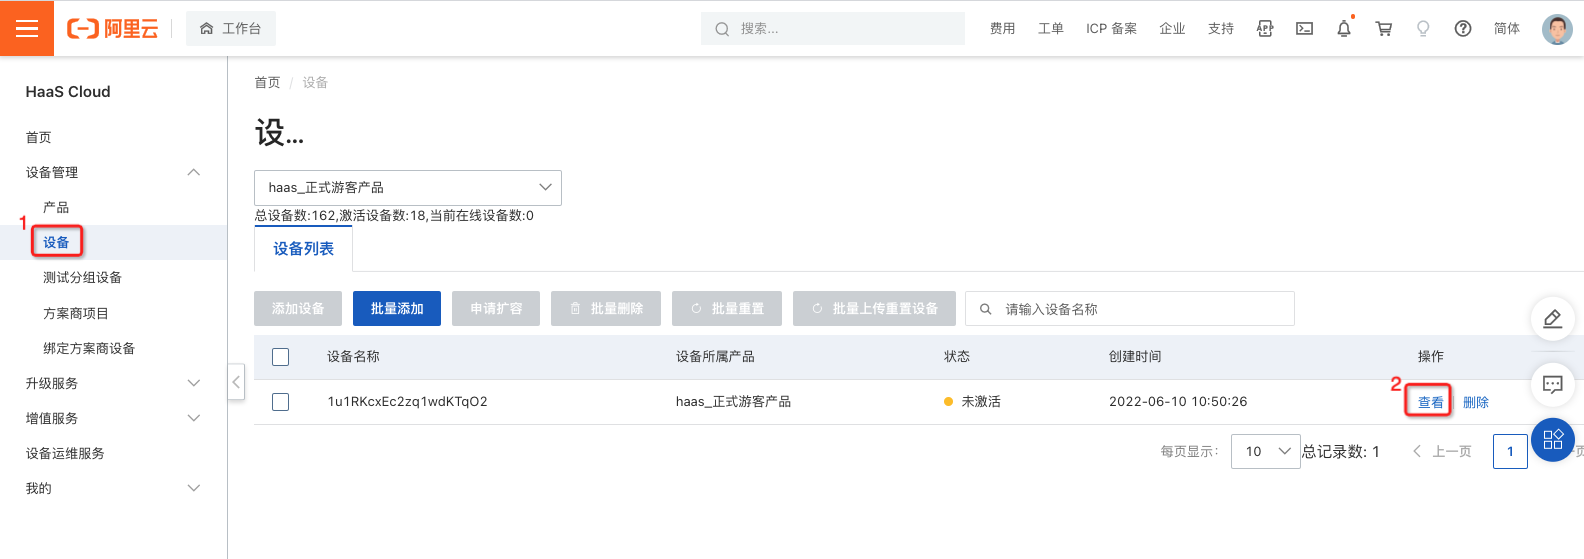 阿里云
工作台
搜索...
费用
工单
ICP 备案
企业
支持
APP
简体
HaaS Cloud
首页
设备管理
产品
1
设备
测试分组设备
方案商项目
绑定方案商设备
升级服务
增值服务
设备运维服务
我的
首页 / 设备
设...
haas_正式游客产品
总设备数:162,激活设备数:18,当前在线设备数:0
设备列表
添加设备 批量添加 申请扩容 批量删除 批量重置 批量上传重置设备 请输入设备名称
设备名称 设备所属产品 状态 创建时间 操作
2
1u1RKcxEc2zq1wdKTqO2 haas_正式游客产品 未激活 2022-06-10 10:50:26 查看 删除
每页显示: 10 总记录数: 1 上一页 1